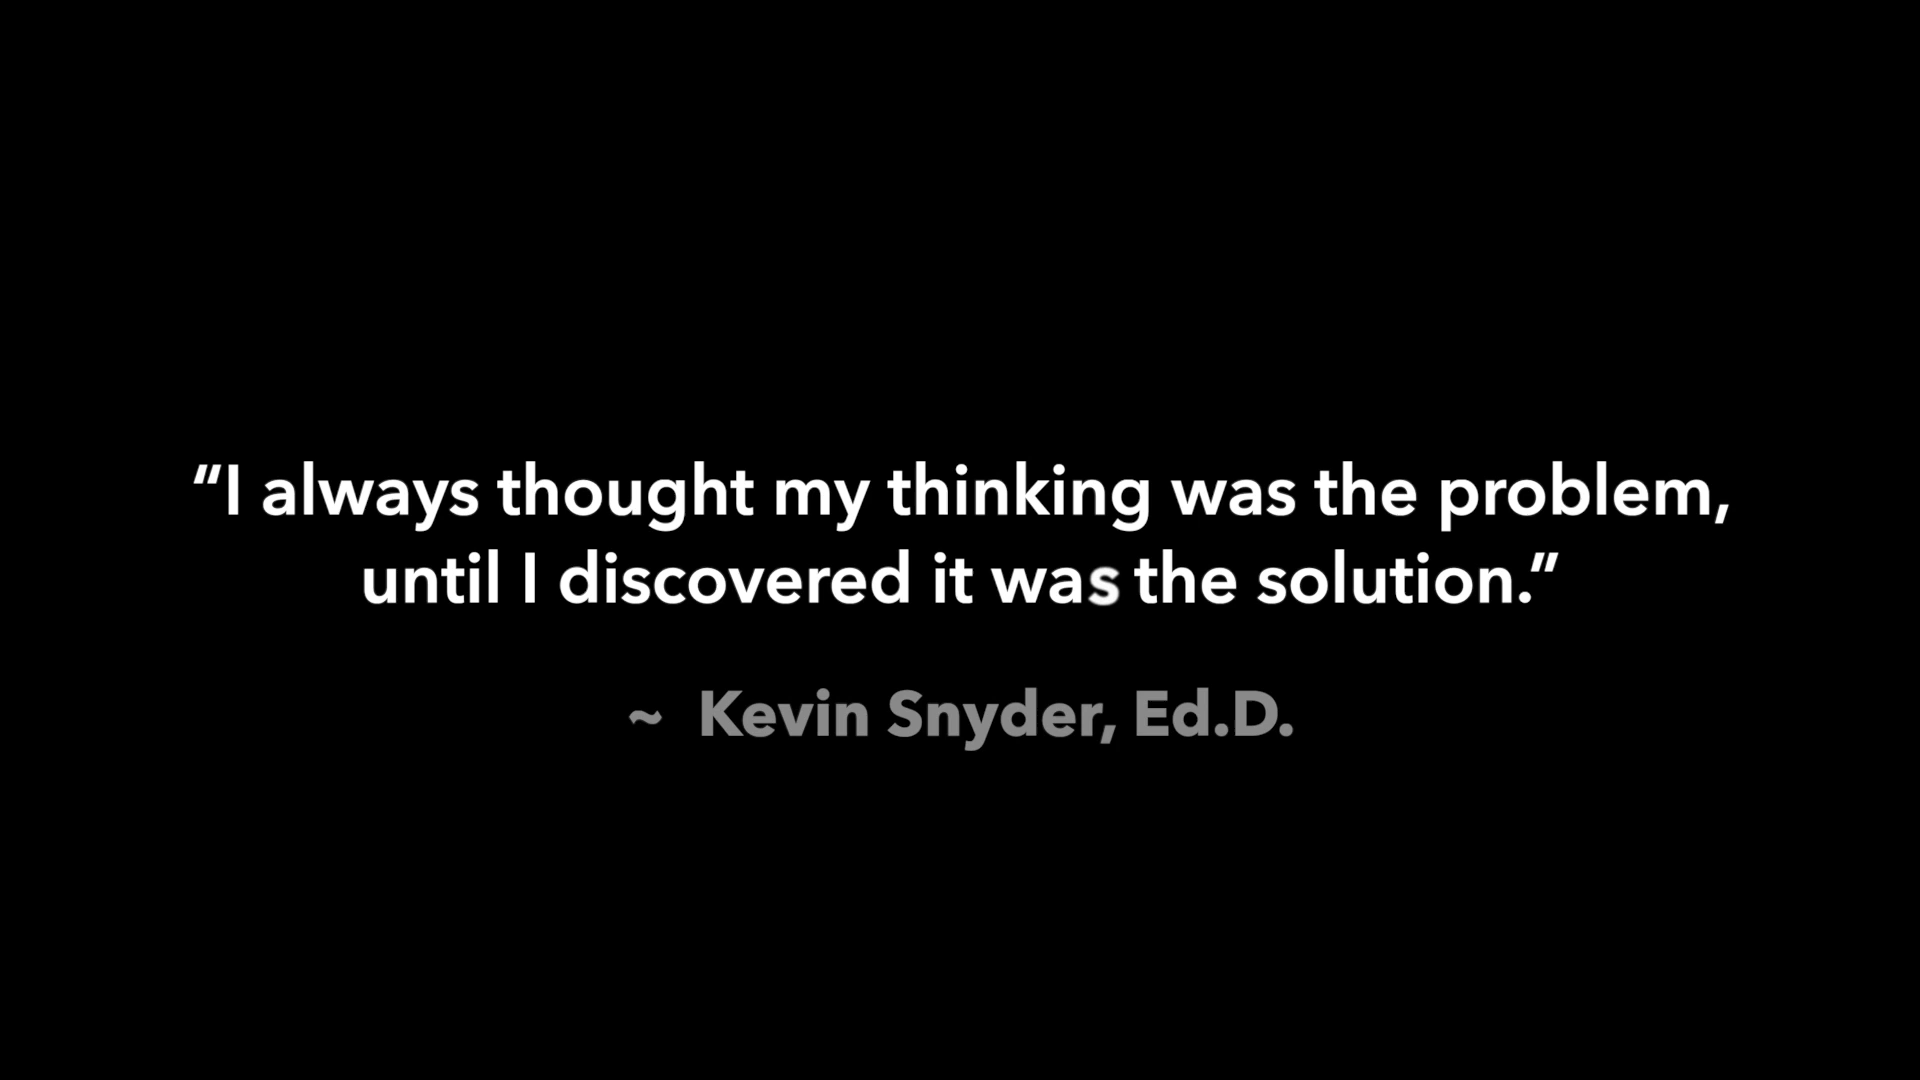 “I always thought my thinking was the problem,
until I discovered it was the solution.”
~ Kevin Snyder, Ed.D.